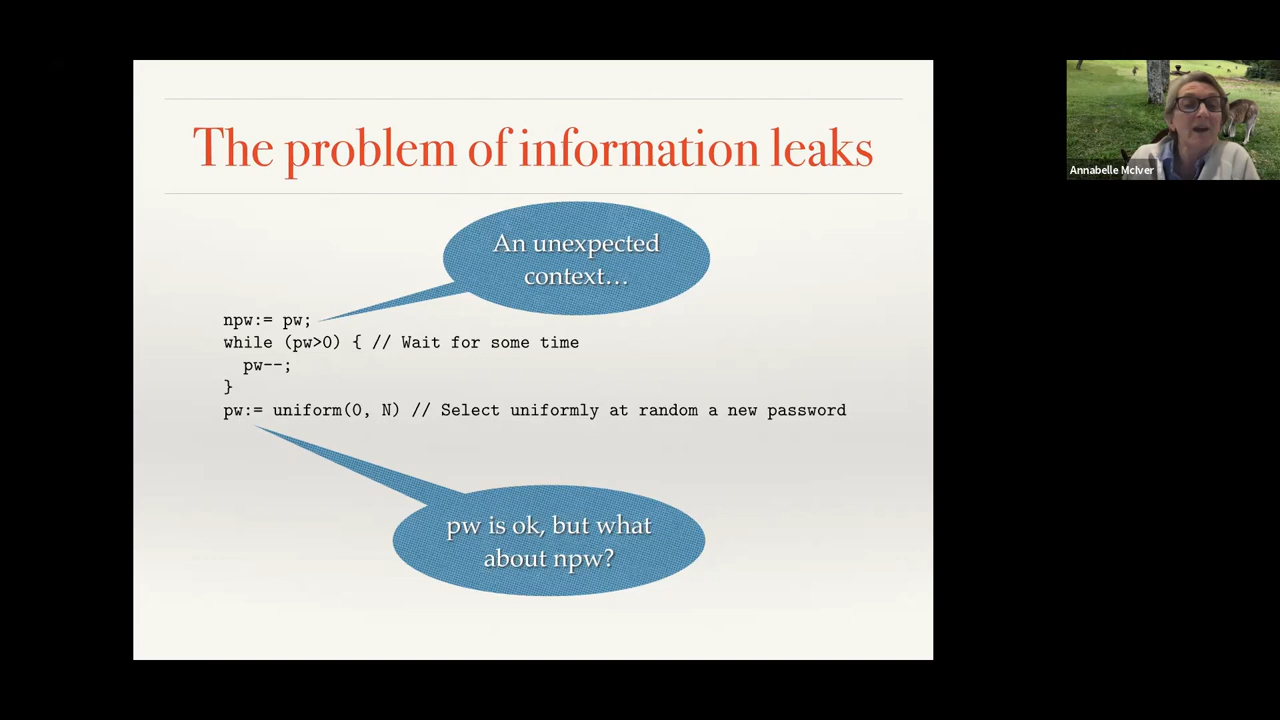 The problem of information leaks
An unexpected
context…
npw:= pw;
while (pw>0) { // Wait for some time
pw--;
}
pw:= uniform(0, N) // Select uniformly at random a new password
pw is ok, but what
about npw?
Annabelle McIver